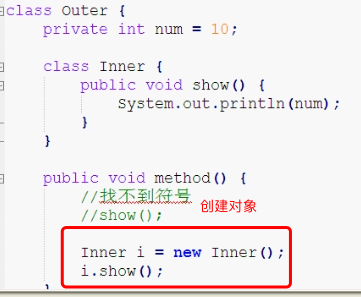 class Outer {
private int num = 10;
class Inner {
public void show() {
System.out.println(num);
}
}
public void method() {
//找不到符号
//show();
创建对象
Inner i = new Inner();
i.show();
}